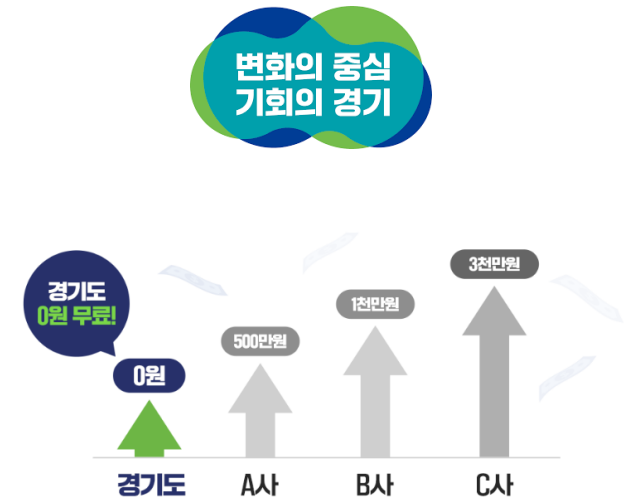 변화의 중심
기회의 경기
경기도
0원 무료!
0원
500만원
1천만원
3천만원
경기도
A사
B사
C사